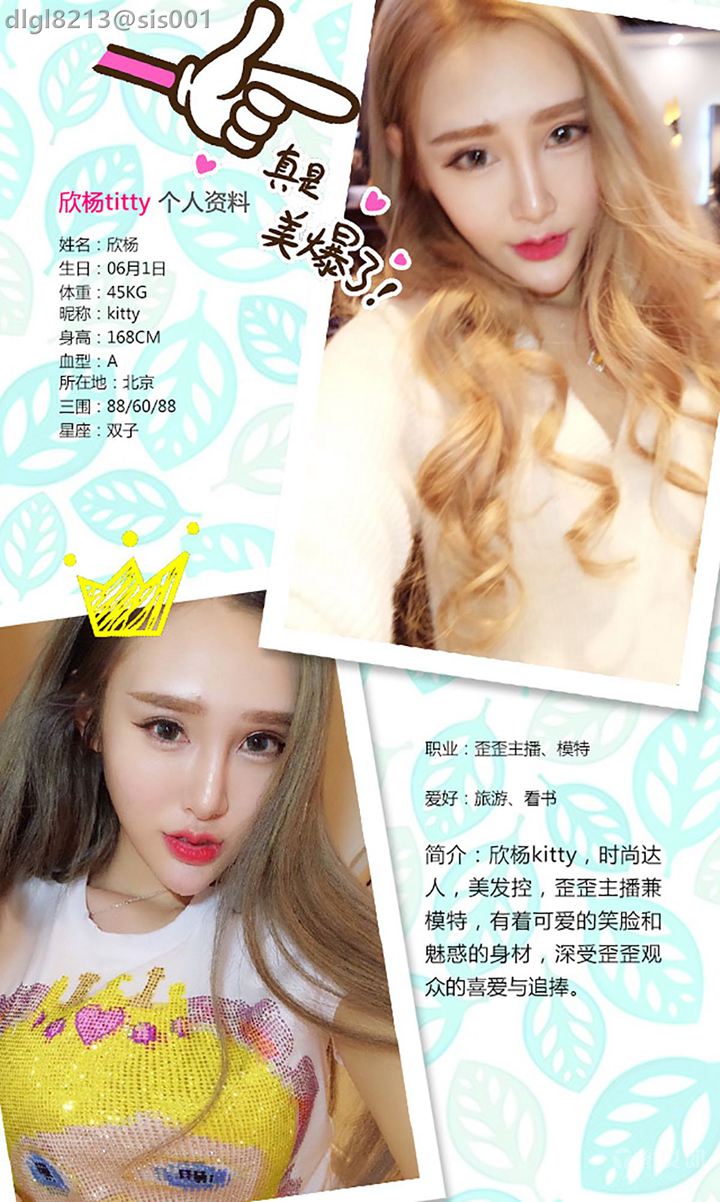 dlgl8213@sis001
真是
美爆了!
欣杨titty 个人资料
姓名：欣杨
生日：06月1日
体重：45KG
昵称：kitty
身高：168CM
血型：A
所在地：北京
三围：88/60/88
星座：双子
职业：歪歪主播、模特
爱好：旅游、看书
简介：欣杨kitty，时尚达
人，美发控，歪歪主播兼
模特，有着可爱的笑脸和
魅惑的身材，深受歪歪观
众的喜爱与追捧。